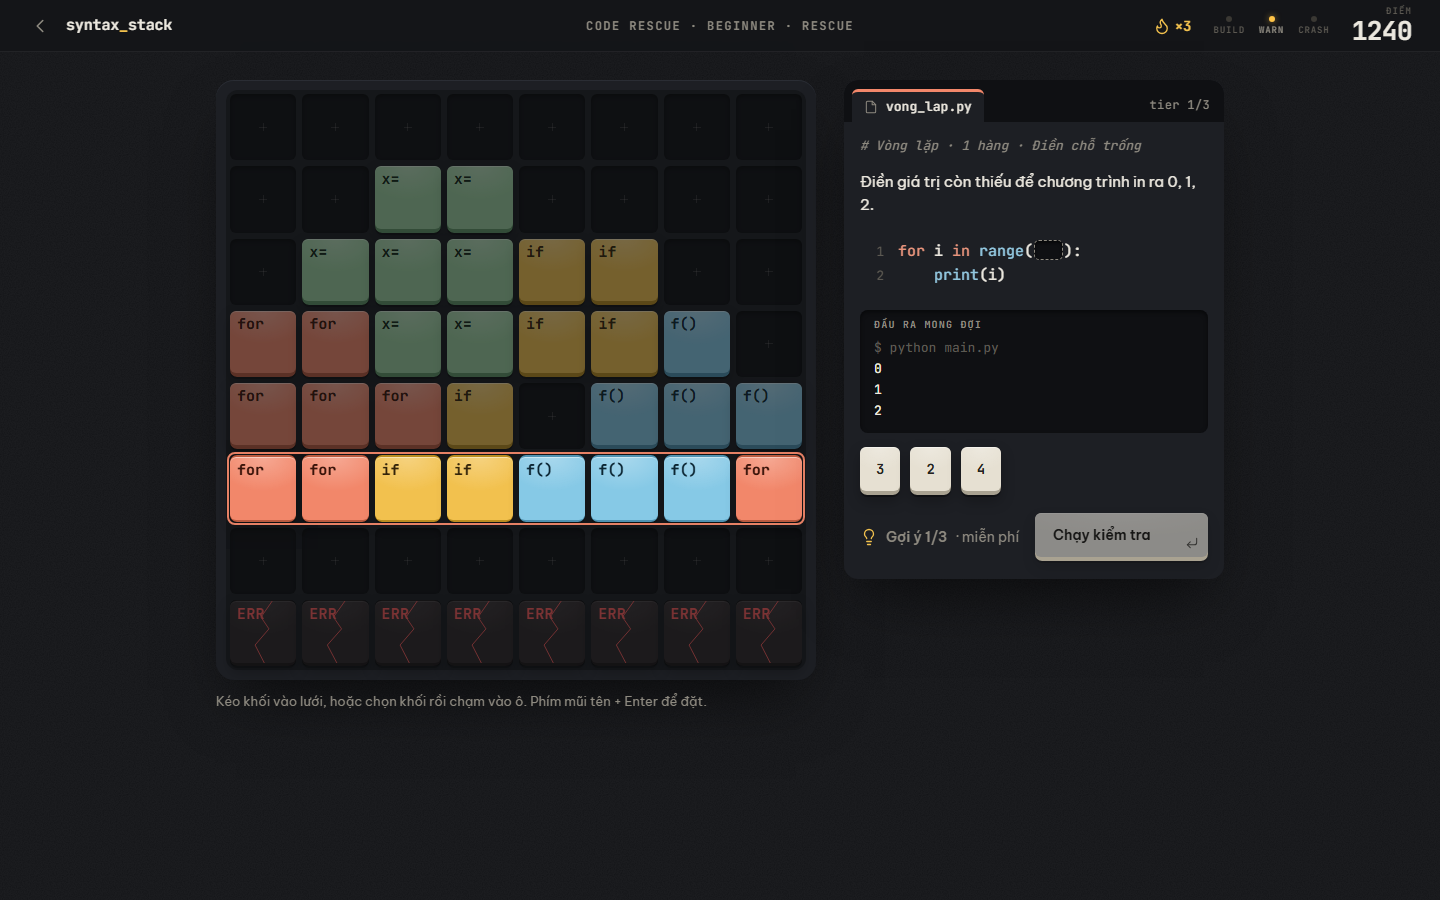 syntax_stack
CODE RESCUE · BEGINNER · RESCUE
×3
BUILD WARN CRASH
ĐIỂM
1240
x= x=
x= x= x= if if
for for x= x= if if f()
for for for if f() f() f()
for for if if f() f() f() for
ERR ERR ERR ERR ERR ERR ERR ERR
Kéo khối vào lưới, hoặc chọn khối rồi chạm vào ô. Phím mũi tên + Enter để đặt.
vong_lap.py
tier 1/3
# Vòng lặp · 1 hàng · Điền chỗ trống
Điền giá trị còn thiếu để chương trình in ra 0, 1,
2.
1 for i in range( ):
2 print(i)
ĐẦU RA MONG ĐỢI
$ python main.py
0
1
2
3 2 4
Gợi ý 1/3 · miễn phí
Chạy kiểm tra